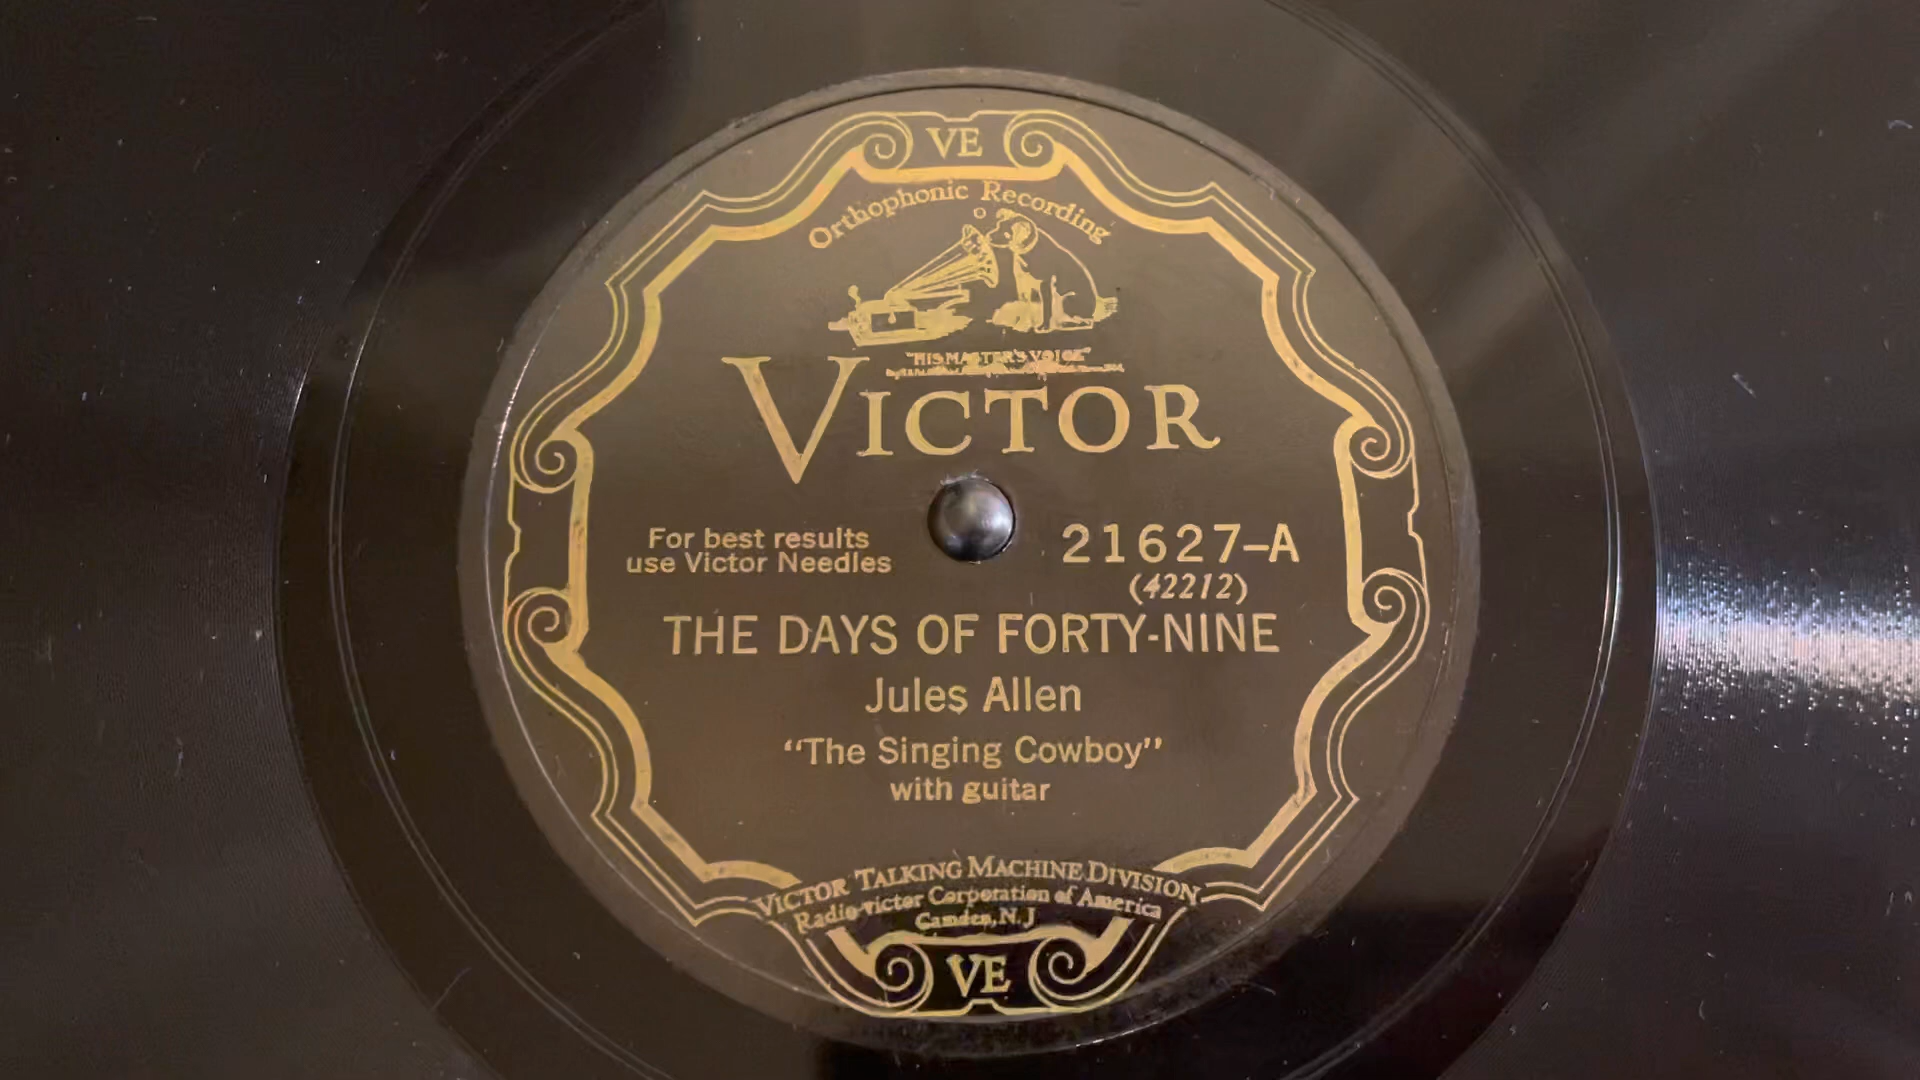 VE
Orthophonic Recording
"HIS MASTER'S VOICE"
VICTOR
For best results
use Victor Needles
21627-A
(42212)
THE DAYS OF FORTY-NINE
Jules Allen
"The Singing Cowboy"
with guitar
VICTOR TALKING MACHINE DIVISION
Radio-Victor Corporation of America
Camden, N. J
VE